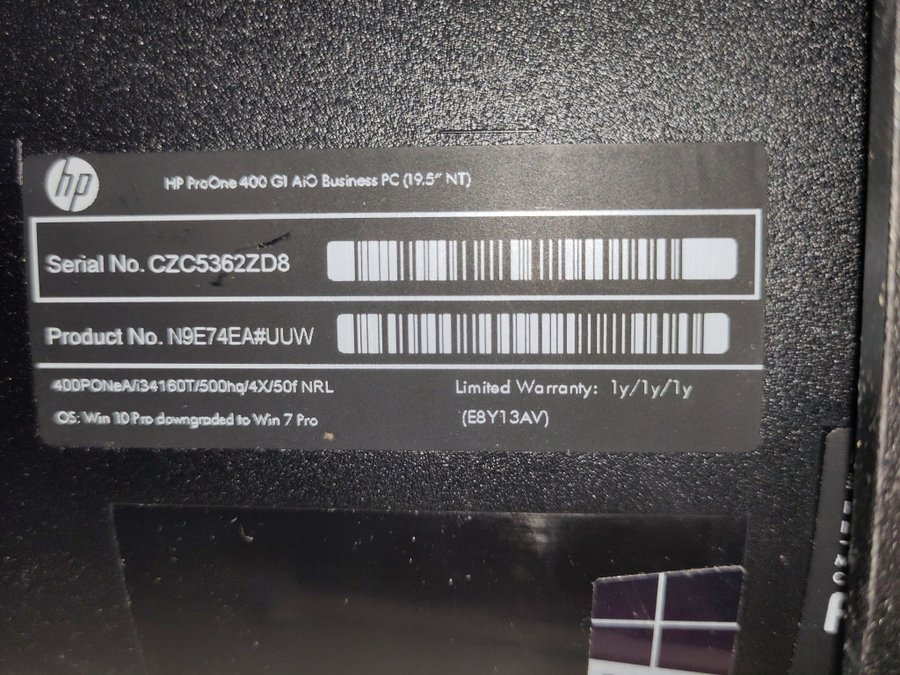 hp
HP ProOne 400 G1 AiO Business PC (19.5" NT)
Serial No. CZC5362ZD8
Product No. N9E74EA#UUW
400PONeA/i34160T/500hq/4X/50f NRL
Limited Warranty: 1y/1y/1y
OS: Win 10 Pro downgraded to Win 7 Pro
(E8Y13AV)